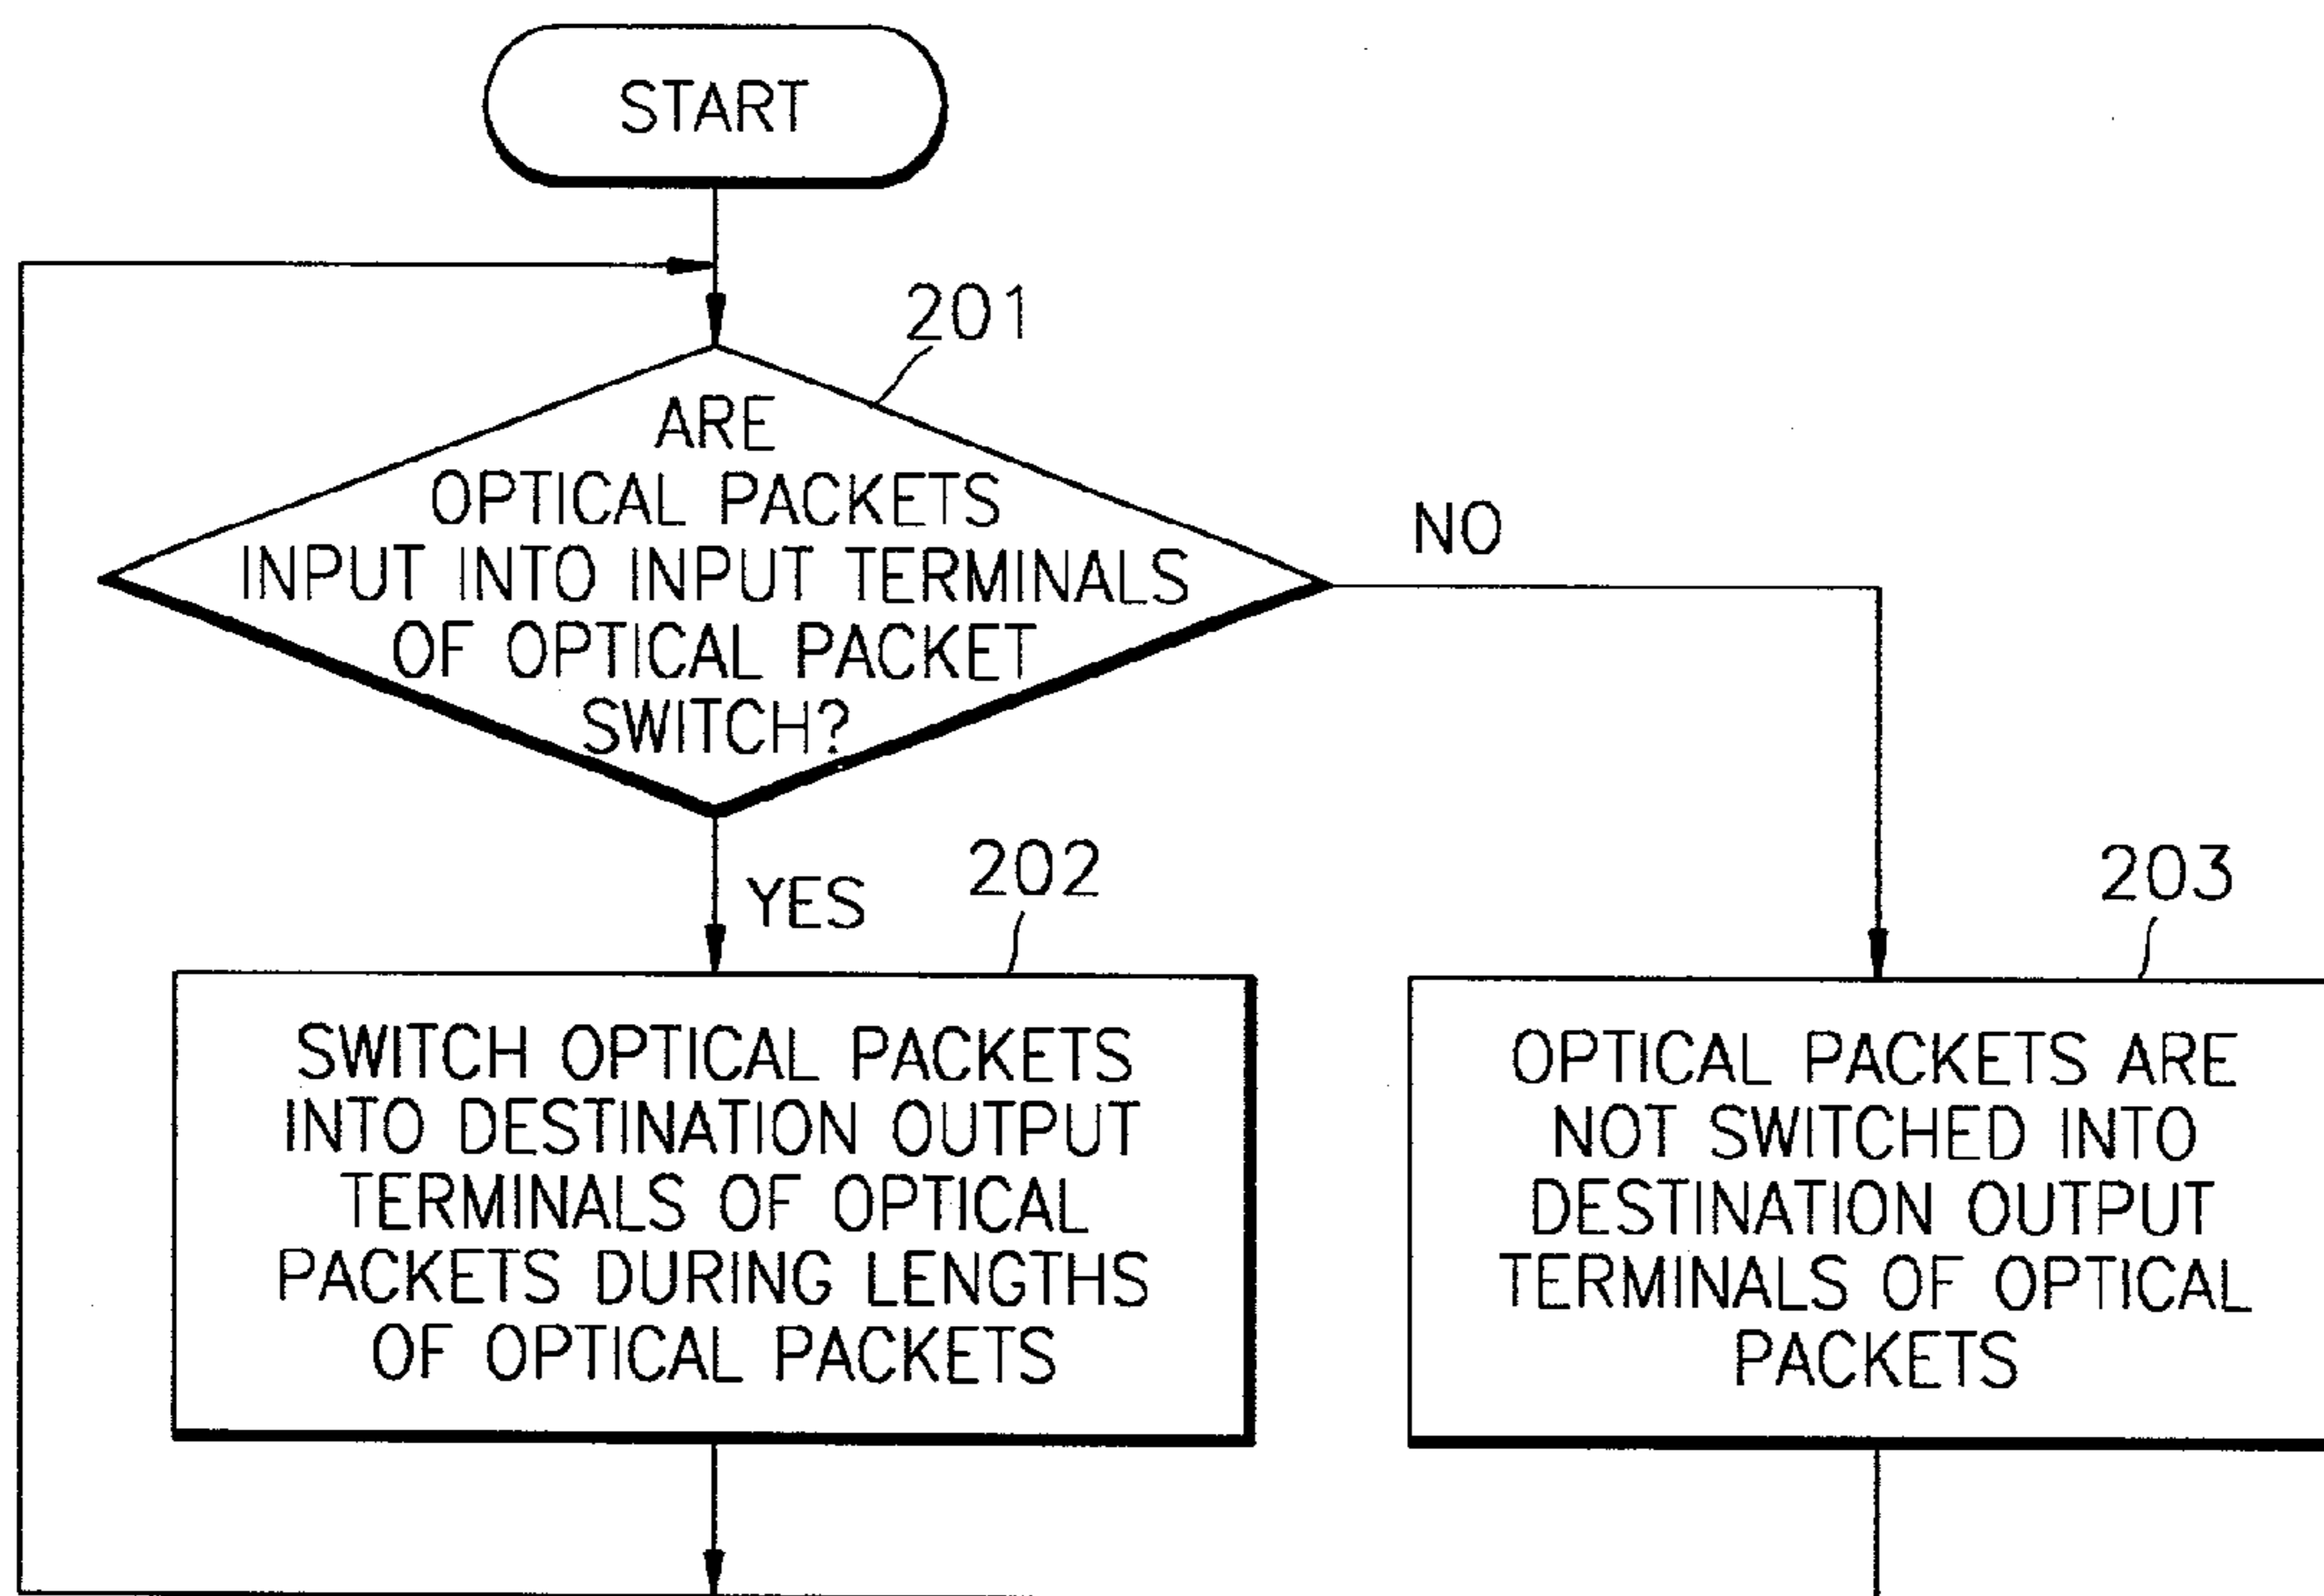 START
201
ARE
OPTICAL PACKETS
INPUT INTO INPUT TERMINALS
OF OPTICAL PACKET
SWITCH?
NO
YES
202
203
SWITCH OPTICAL PACKETS
INTO DESTINATION OUTPUT
TERMINALS OF OPTICAL
PACKETS DURING LENGTHS
OF OPTICAL PACKETS
OPTICAL PACKETS ARE
NOT SWITCHED INTO
DESTINATION OUTPUT
TERMINALS OF OPTICAL
PACKETS